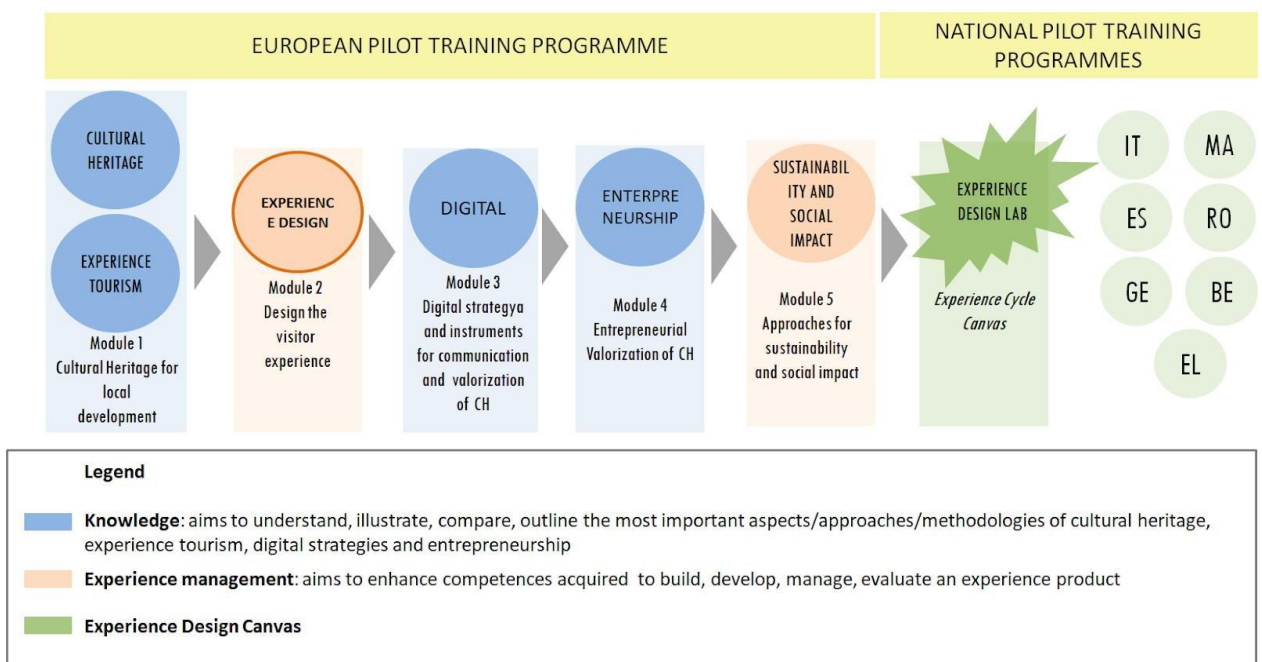 EUROPEAN PILOT TRAINING PROGRAMME
NATIONAL PILOT TRAINING
PROGRAMMES
CULTURAL
HERITAGE
EXPERIENCE
TOURISM
Module 1
Cultural Heritage for
local
development
EXPERIENC
E DESIGN
Module 2
Design the
visitor
experience
DIGITAL
Module 3
Digital strategya
and instruments
for communication
and valorization
of CH
ENTERPRE
NEURSHIP
Module 4
Entrepreneurial
Valorization of CH
SUSTAINABIL
ITY AND
SOCIAL
IMPACT
Module 5
Approaches for
sustainability
and social impact
EXPERIENCE
DESIGN LAB
Experience Cycle
Canvas
IT
MA
ES
RO
GE
BE
EL
Legend
Knowledge: aims to understand, illustrate, compare, outline the most important aspects/approaches/methodologies of cultural heritage,
experience tourism, digital strategies and entrepreneurship
Experience management: aims to enhance competences acquired to build, develop, manage, evaluate an experience product
Experience Design Canvas